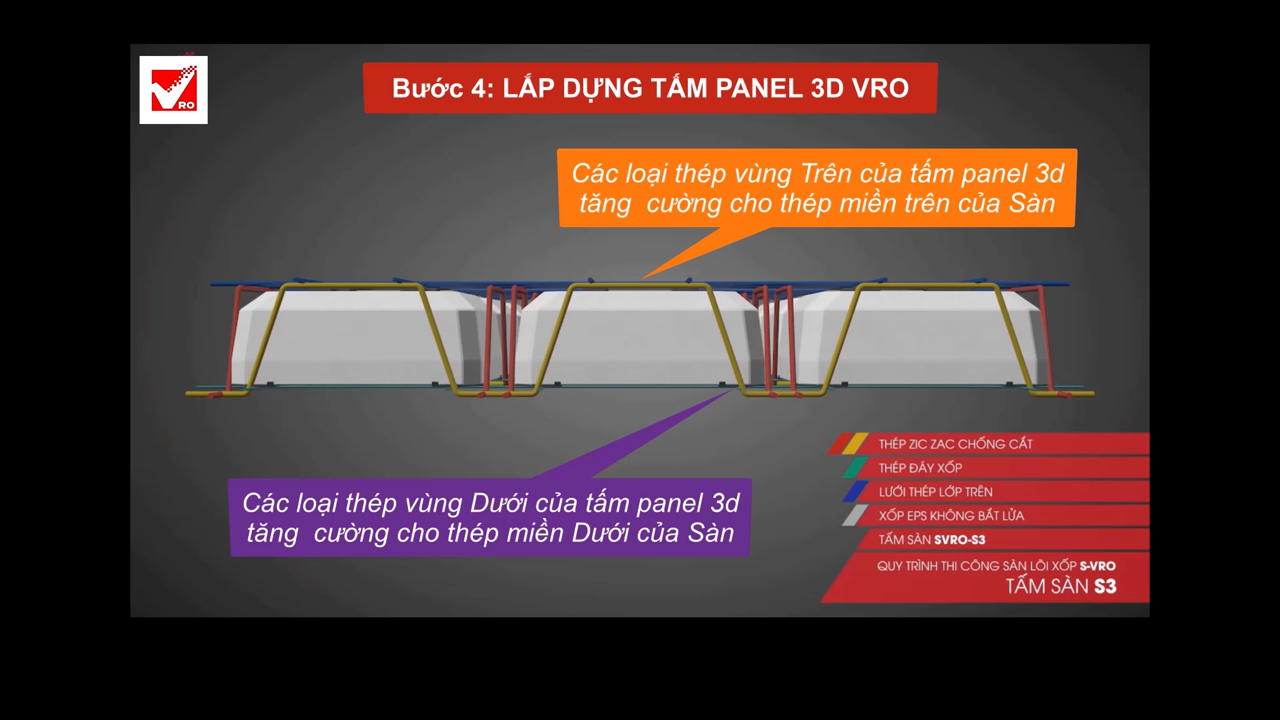 RO
Bước 4: LẮP DỰNG TẤM PANEL 3D VRO
Các loại thép vùng Trên của tấm panel 3d
tăng  cường cho thép miền trên của Sàn
Các loại thép vùng Dưới của tấm panel 3d
tăng  cường cho thép miền Dưới của Sàn
THÉP ZIC ZAC CHỐNG CẮT
THÉP ĐÁY XỐP
LƯỚI THÉP LỚP TRÊN
XỐP EPS KHÔNG BẮT LỬA
TẤM SÀN SVRO-S3
QUY TRÌNH THI CÔNG SÀN LÕI XỐP S-VRO
TẤM SÀN S3